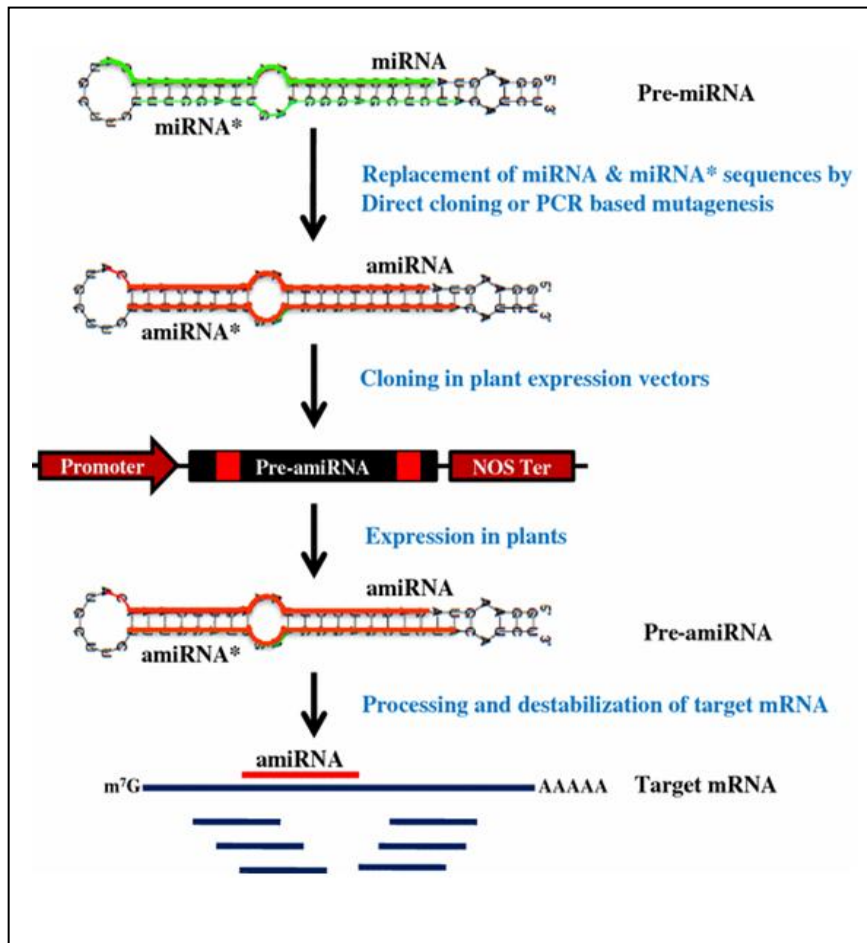 miRNA
Pre-miRNA
miRNA*
Replacement of miRNA & miRNA* sequences by
Direct cloning or PCR based mutagenesis
amiRNA
amiRNA*
Cloning in plant expression vectors
Promoter Pre-amiRNA NOS Ter
Expression in plants
amiRNA
Pre-amiRNA
amiRNA*
Processing and destabilization of target mRNA
amiRNA
m⁷G AAAAA Target mRNA